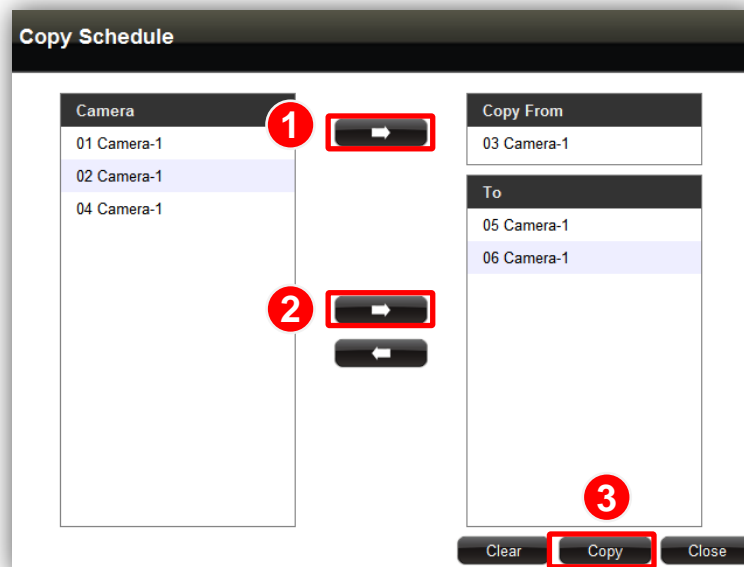 Copy Schedule
Camera
01 Camera-1
02 Camera-1
04 Camera-1
1
2
Copy From
03 Camera-1
To
05 Camera-1
06 Camera-1
3
Clear
Copy
Close